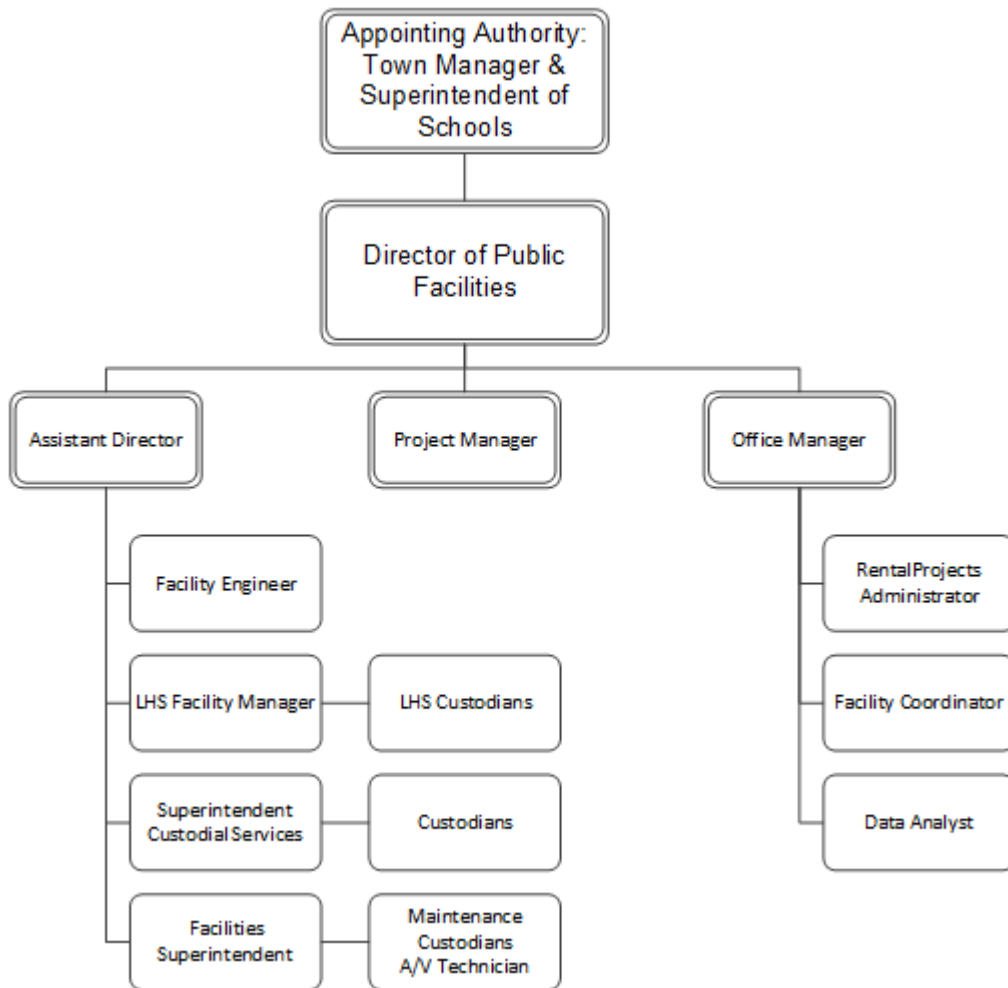 Appointing Authority:
Town Manager &
Superintendent of
Schools
Director of Public
Facilities
Assistant Director
Project Manager
Office Manager
Facility Engineer
RentalProjects
Administrator
LHS Facility Manager
LHS Custodians
Facility Coordinator
Superintendent
Custodial Services
Custodians
Data Analyst
Facilities
Superintendent
Maintenance
Custodians
A/V Technician